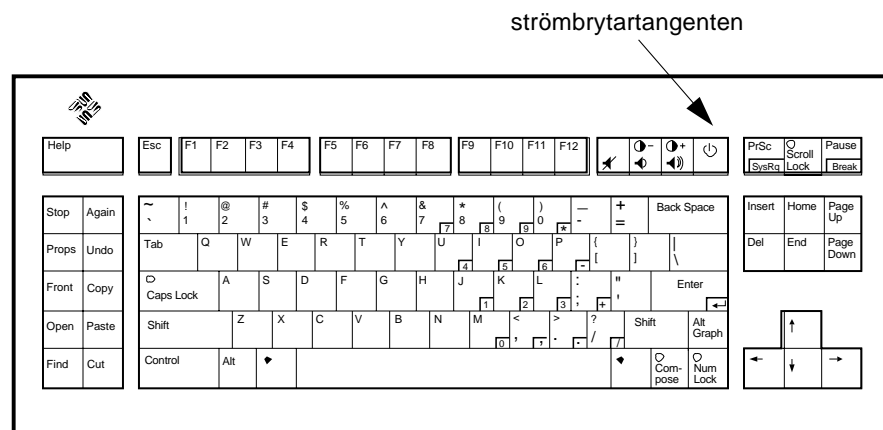 strömbrytartangenten
Sun
Help Esc F1 F2 F3 F4 F5 F6 F7 F8 F9 F10 F11 F12 - + PrSc SysRq Scroll Lock Pause Break
Stop Again ~ ` ! 1 @ 2 # 3 $ 4 % 5 ^ 6 & 7 7 * 8 8 ( 9 9 ) 0 * _ - + = Back Space Insert Home Page Up
Props Undo Tab Q W E R T Y U 4 I 5 O 6 P - { [ } ] | \ Del End Page Down
Front Copy Caps Lock A S D F G H J 1 K 2 L 3 : ; + " ' Enter
Open Paste Shift Z X C V B N M 0 < , , > . . ? / / Shift Alt Graph
Find Cut Control Alt Com- pose Num Lock